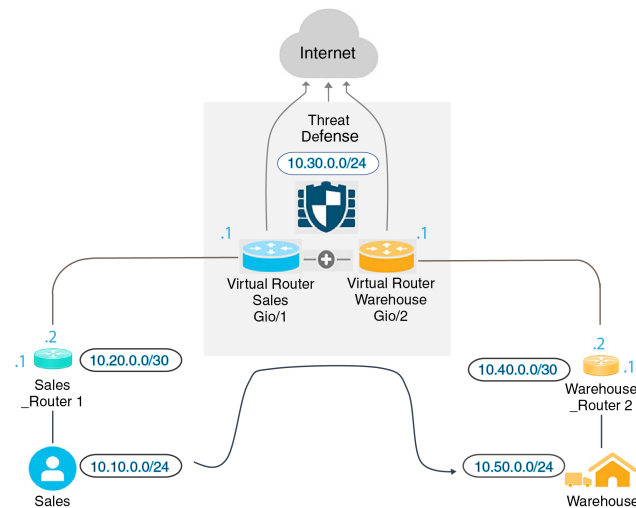 Internet
Threat
Defense
10.30.0.0/24
.1
.1
Virtual Router
Sales
Gio/1
Virtual Router
Warehouse
Gio/2
.2
.1
10.20.0.0/30
Sales
_Router 1
.2
10.40.0.0/30
.1
Warehouse
_Router 2
10.10.0.0/24
Sales
10.50.0.0/24
Warehouse